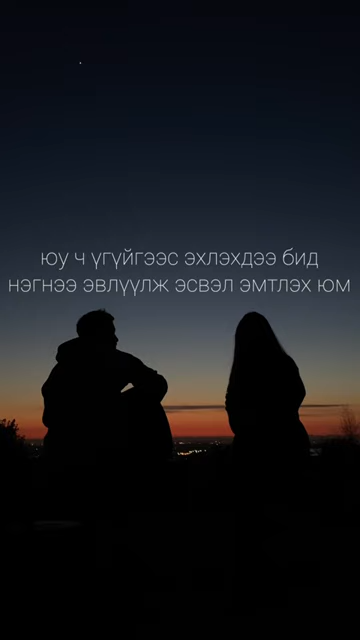 юу ч үгүйгээс эхлэхдээ бид
нэгнээ эвлүүлж эсвэл эмтлэх юм